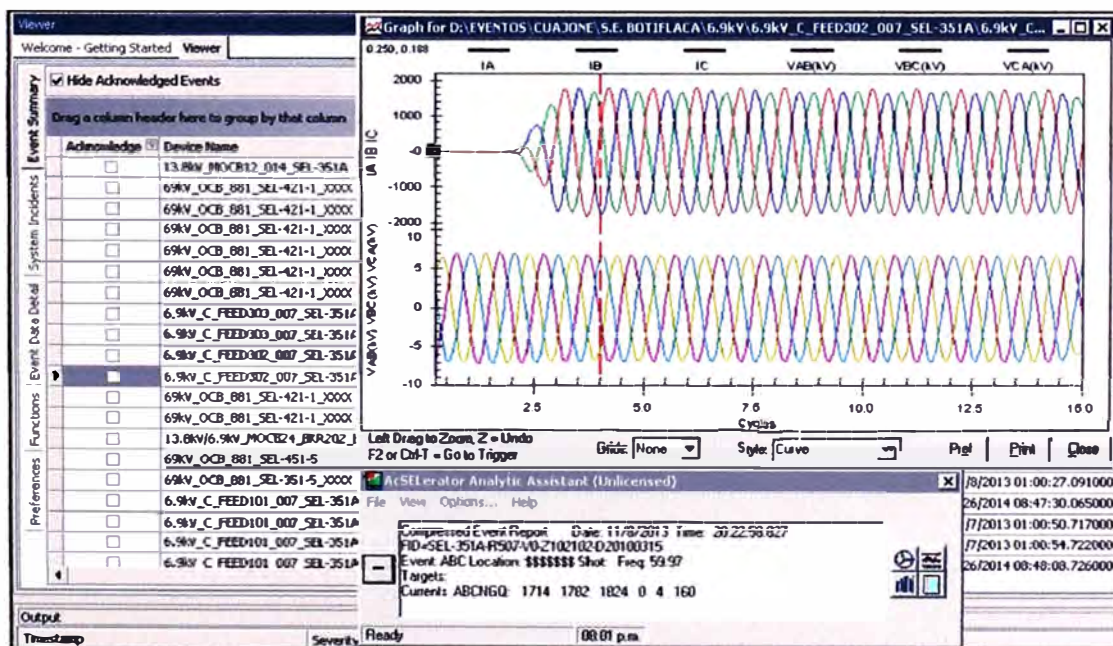 Viewer
Welcome - Getting Started Viewer
Event Summary
System Incidents
Event Data Detail
Functions
Preferences
Hide Acknowledged Events
Drag a column header here to group by that column
Acknowledge Device Name
13.8kV_MOCB12_014_SEL-351A
69kV_OCB_881_SEL-421-1_XXXX
69kV_OCB_881_SEL-421-1_XXXX
69kV_OCB_881_SEL-421-1_XXXX
69kV_OCB_881_SEL-421-1_XXXX
69kV_OCB_881_SEL-421-1_XXXX
69kV_OCB_881_SEL-421-1_XXXX
6.9kV_C_FEED303_007_SEL-351A
6.9kV_C_FEED303_007_SEL-351A
6.9kV_C_FEED302_007_SEL-351A
6.9kV_C_FEED302_007_SEL-351A
69kV_OCB_881_SEL-421-1_XXXX
69kV_OCB_881_SEL-421-1_XXXX
13.8kV/6.9kV_MOCB24_BKR202_
69kV_OCB_881_SEL-451-5
69kV_OCB_881_SEL-351-5_XXXX
6.9kV_C_FEED101_007_SEL-351A
6.9kV_C_FEED101_007_SEL-351A
6.9kV_C_FEED101_007_SEL-351A
6.9kV_C_FEED101_007_SEL-351A
Output
Timestamp Severity
Graph for D:\EVENTOS\CUAJONE\S.E. BOTIFLACA\6.9kV\6.9kV_C_FEED302_007_SEL-351A\6.9kV_C...
0.250, 0.188
IA IB IC VAB(kV) VBC(kV) VCA(kV)
IA IB IC
2000
1000
-0
-1000
-2000
VAB(kV) VBC(kV) VCA(kV)
10
5
0
-5
-10
2.5 5.0 7.5 10.0 12.5 15.0
Cycles
Left Drag to Zoom, Z = Undo
F2 or Ctrl-T = Go to Trigger
Grids: None Style: Curve Pref Print Close
AcSELerator Analytic Assistant (Unlicensed)
File View Options... Help
Compressed Event Report Date: 11/8/2013 Time: 20:22:58.827
FID=SEL-351A-R507-V0-Z102102-D20100315
Event: ABC Location: $$$$$$$ Shot: Freq: 59.97
Targets:
Currents: ABCNGQ: 1714 1782 1824 0 4 160
Ready 08:01 p.m.
/8/2013 01:00:27.091000
26/2014 08:47:30.065000
/7/2013 01:00:50.717000
/7/2013 01:00:54.722000
26/2014 08:48:08.726000